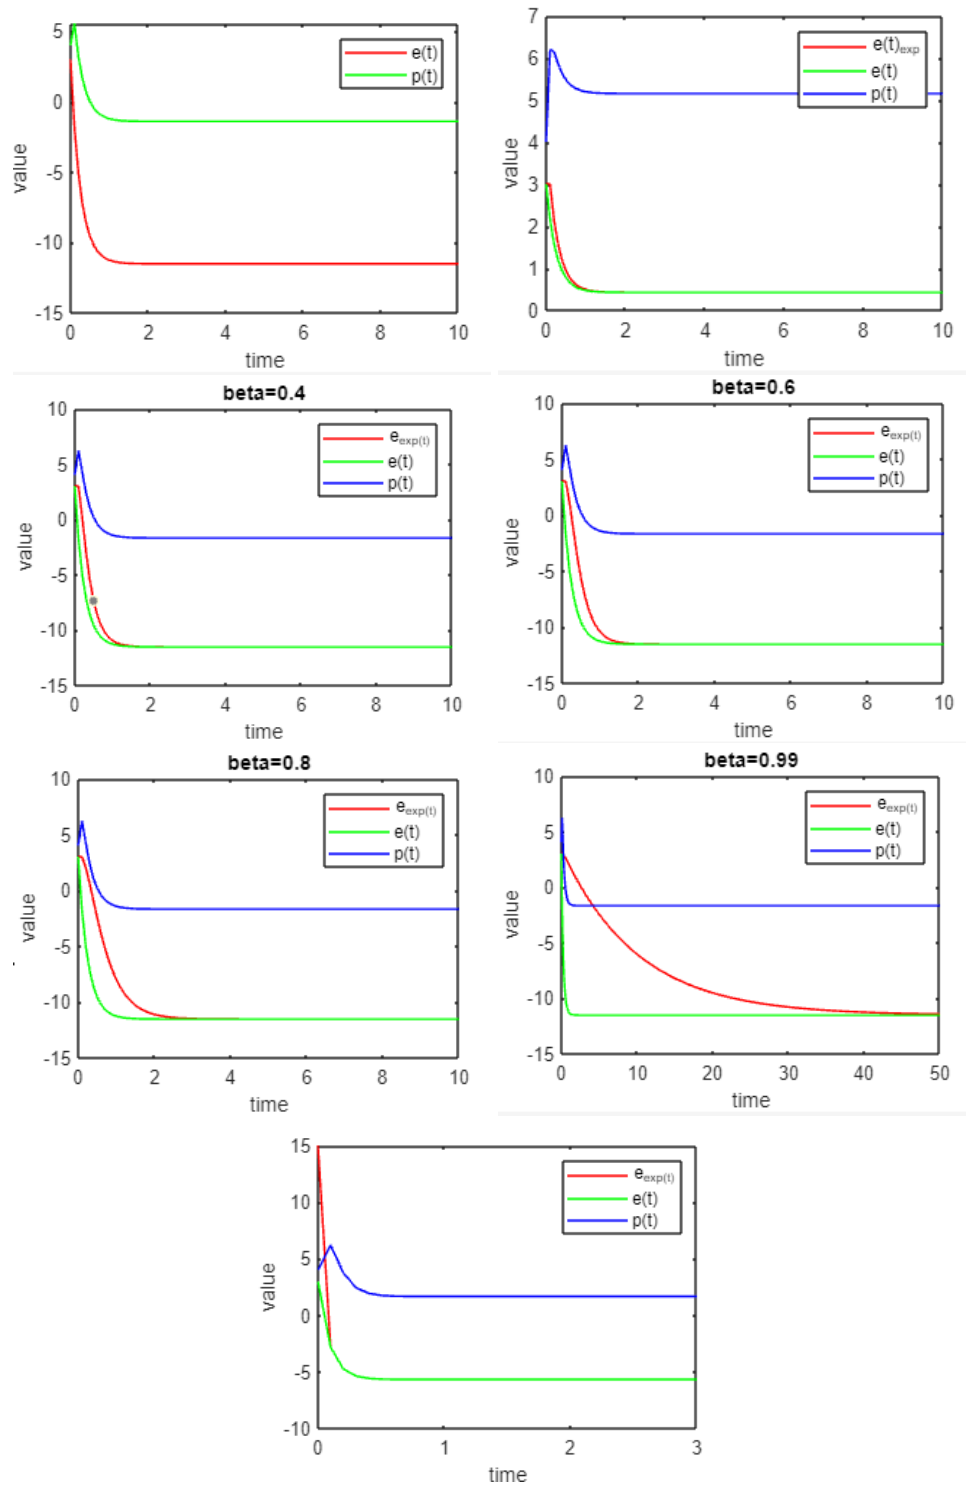 5
0
-5
-10
-15
value
0 2 4 6 8 10
time
e(t)
p(t)
7
6
5
4
3
2
1
0
value
0 2 4 6 8 10
time
e(t)exp
e(t)
p(t)
beta=0.4
10
5
0
-5
-10
-15
value
0 2 4 6 8 10
time
eexp(t)
e(t)
p(t)
beta=0.6
10
5
0
-5
-10
-15
value
0 2 4 6 8 10
time
eexp(t)
e(t)
p(t)
beta=0.8
10
5
0
-5
-10
-15
value
0 2 4 6 8 10
time
eexp(t)
e(t)
p(t)
beta=0.99
10
5
0
-5
-10
-15
value
0 10 20 30 40 50
time
eexp(t)
e(t)
p(t)
15
10
5
0
-5
-10
value
0 1 2 3
time
eexp(t)
e(t)
p(t)